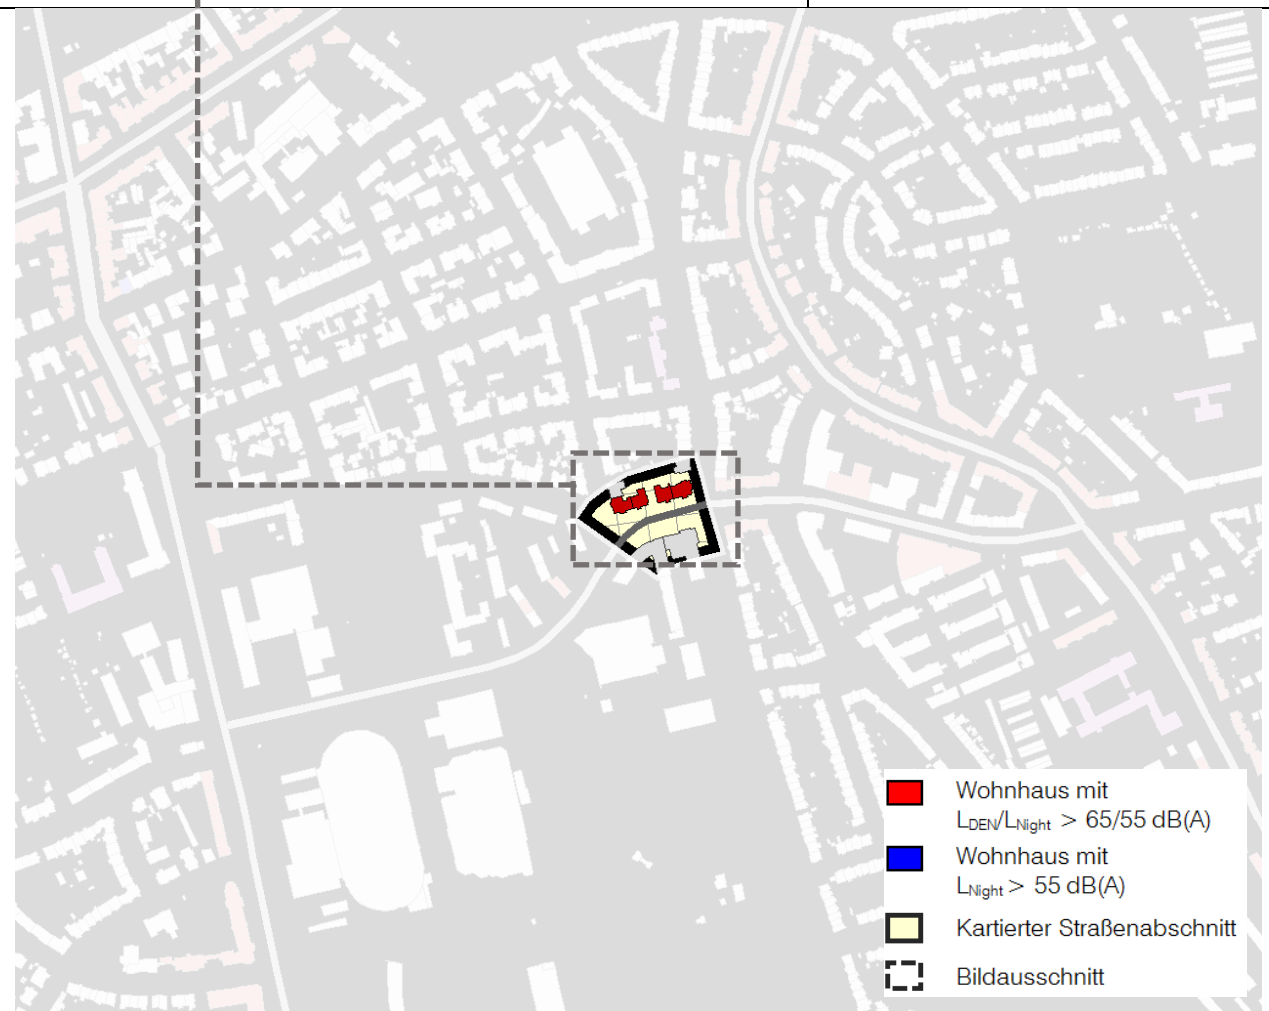 Wohnhaus mit
LDEN/LNight > 65/55 dB(A)
Wohnhaus mit
LNight > 55 dB(A)
Kartierter Straßenabschnitt
Bildausschnitt